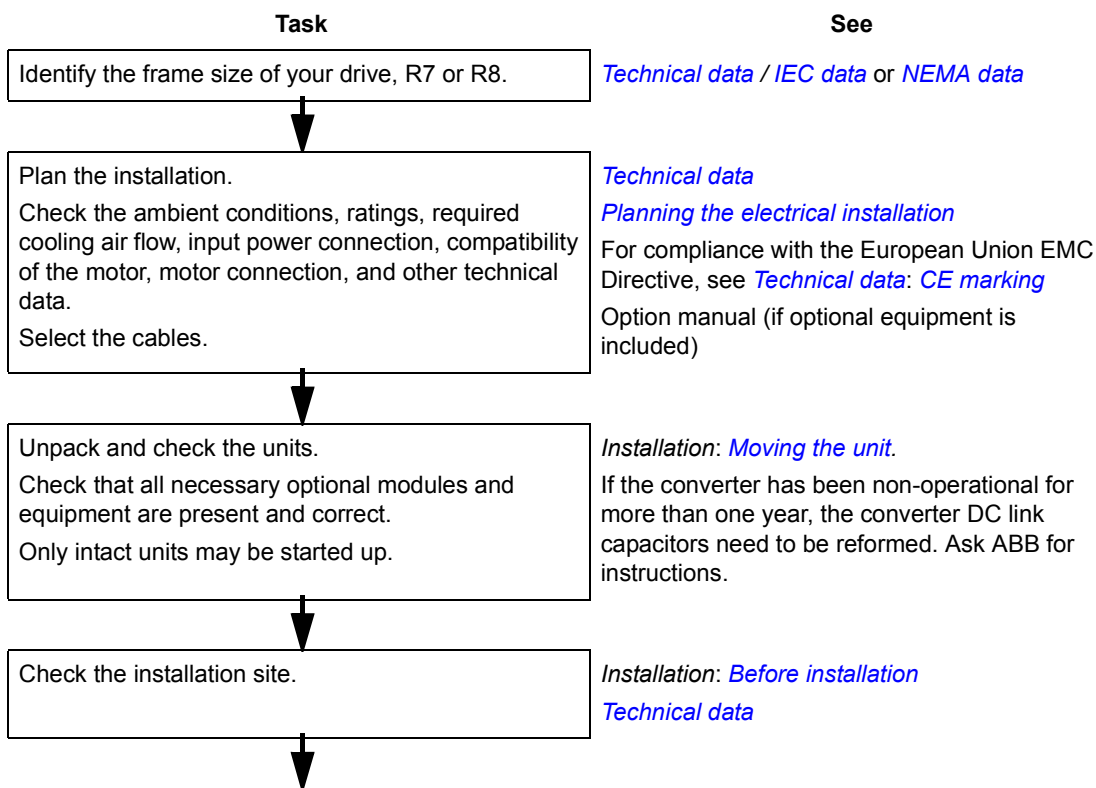 Task
See
Identify the frame size of your drive, R7 or R8.
Technical data / IEC data or NEMA data
Plan the installation.
Check the ambient conditions, ratings, required
cooling air flow, input power connection, compatibility
of the motor, motor connection, and other technical
data.
Select the cables.
Technical data
Planning the electrical installation
For compliance with the European Union EMC
Directive, see Technical data: CE marking
Option manual (if optional equipment is
included)
Unpack and check the units.
Check that all necessary optional modules and
equipment are present and correct.
Only intact units may be started up.
Installation: Moving the unit.
If the converter has been non-operational for
more than one year, the converter DC link
capacitors need to be reformed. Ask ABB for
instructions.
Check the installation site.
Installation: Before installation
Technical data